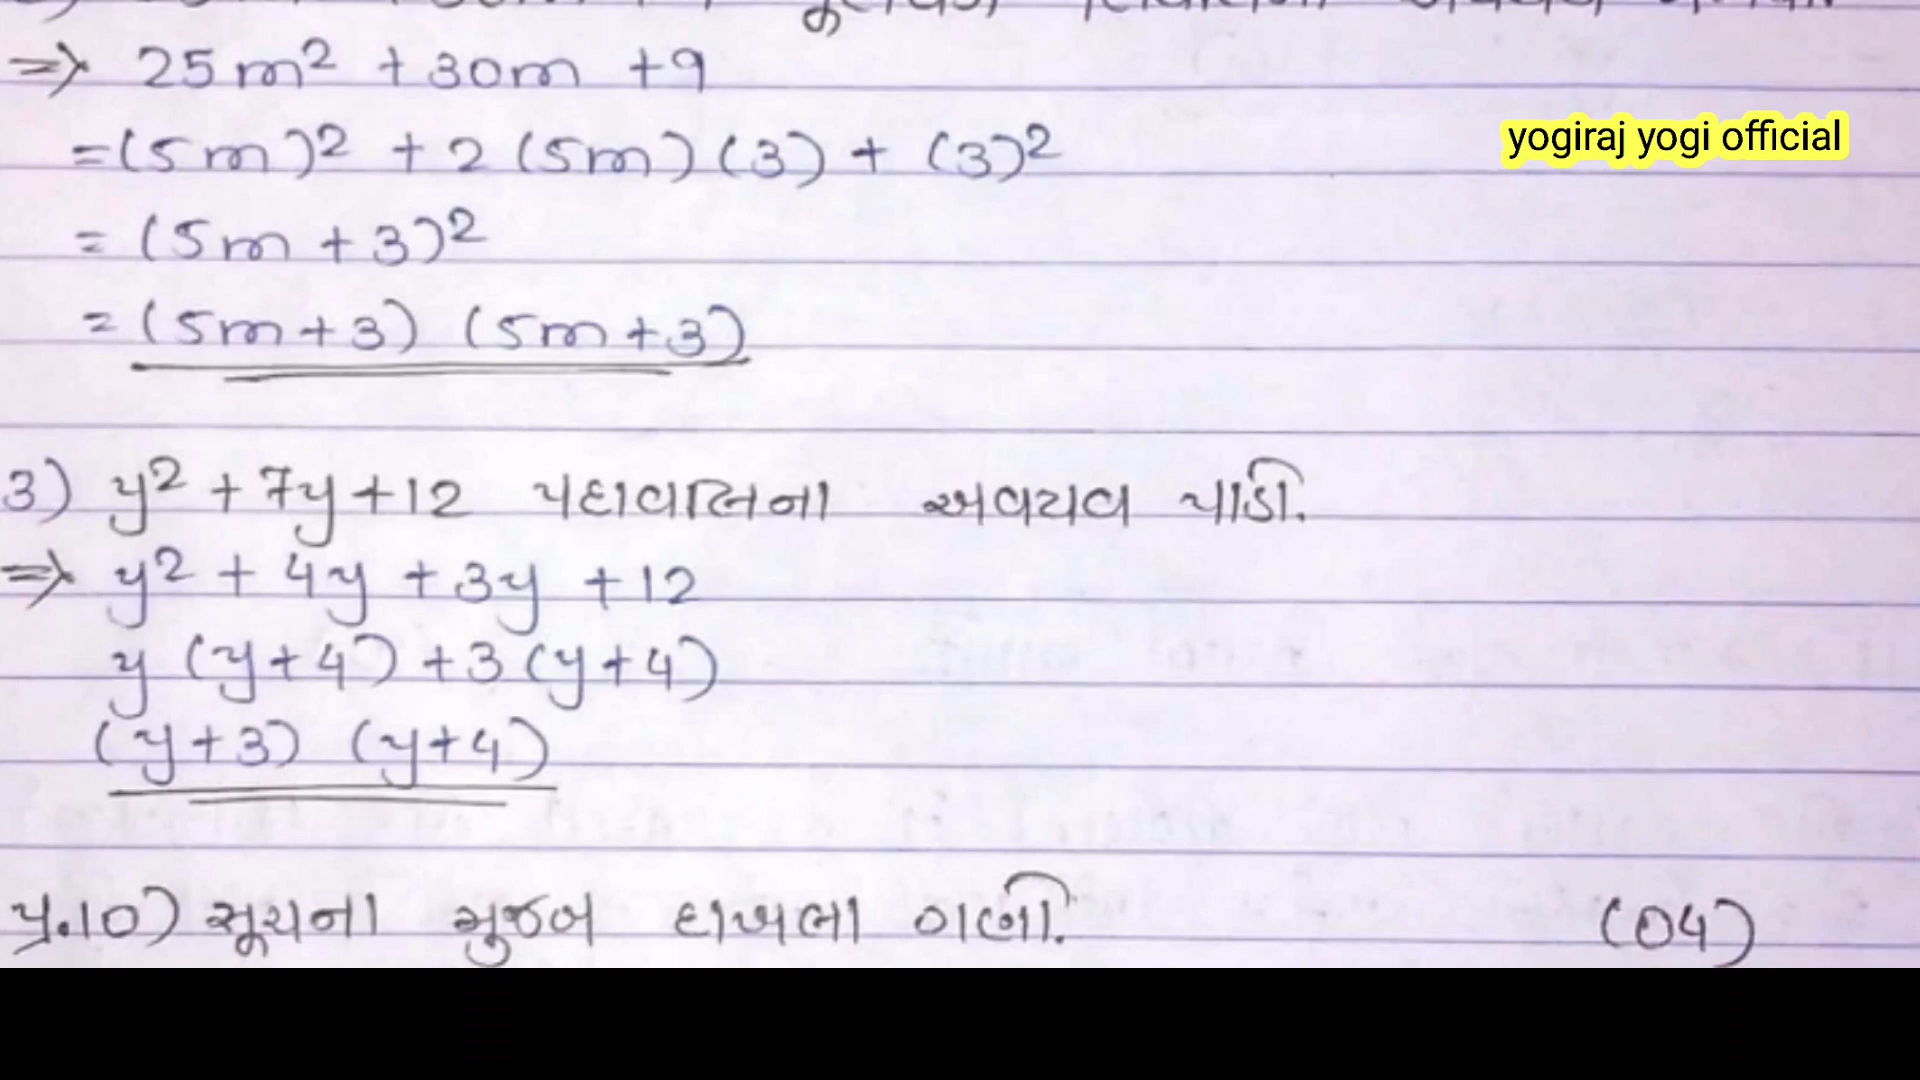 ⇒ 25m² + 30m + 9
yogiraj yogi official
= (5m)² + 2 (5m) (3) + (3)²
= (5m + 3)²
= (5m + 3) (5m + 3)
3) y² + 7y + 12 પદાવલિના અવયવ પાડો.
⇒ y² + 4y + 3y + 12
y (y + 4) + 3 (y + 4)
(y + 3) (y + 4)
પ્ર.10) સૂચના મુજબ દાખલા ગણો. (04)